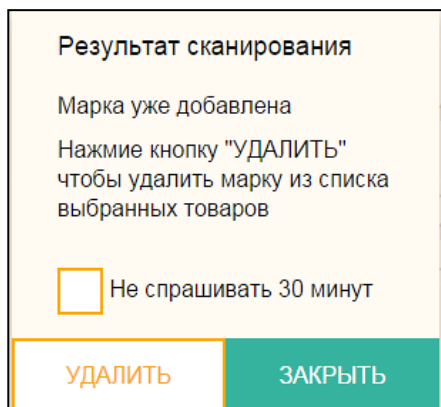 Результат сканирования
Марка уже добавлена
Нажмие кнопку "УДАЛИТЬ"
чтобы удалить марку из списка
выбранных товаров
Не спрашивать 30 минут
УДАЛИТЬ
ЗАКРЫТЬ